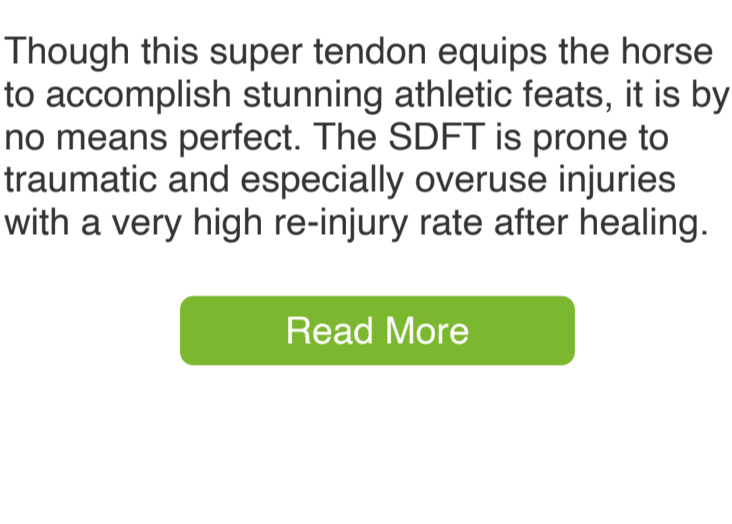 Though this super tendon equips the horse
to accomplish stunning athletic feats, it is by
no means perfect. The SDFT is prone to
traumatic and especially overuse injuries
with a very high re-injury rate after healing.
Read More